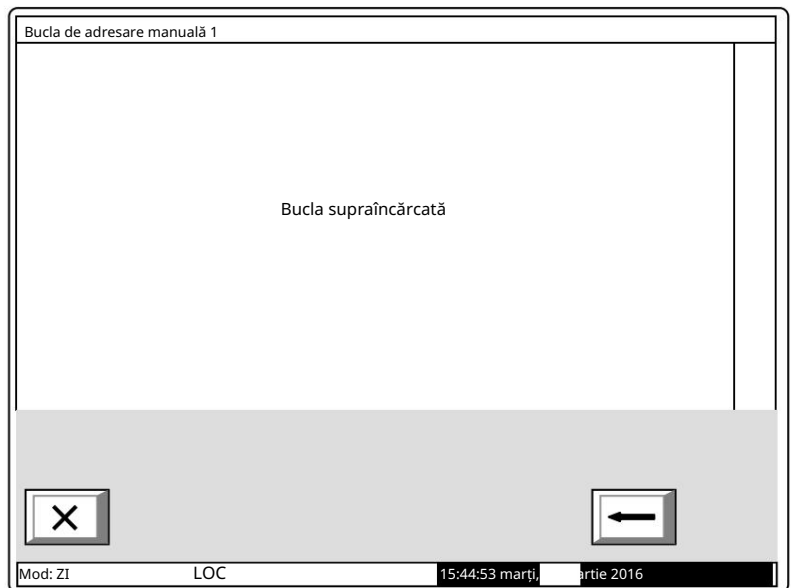 Bucla de adresare manuală 1
Bucla supraîncărcată
Mod: ZI LOC 15:44:53 marți, artie 2016